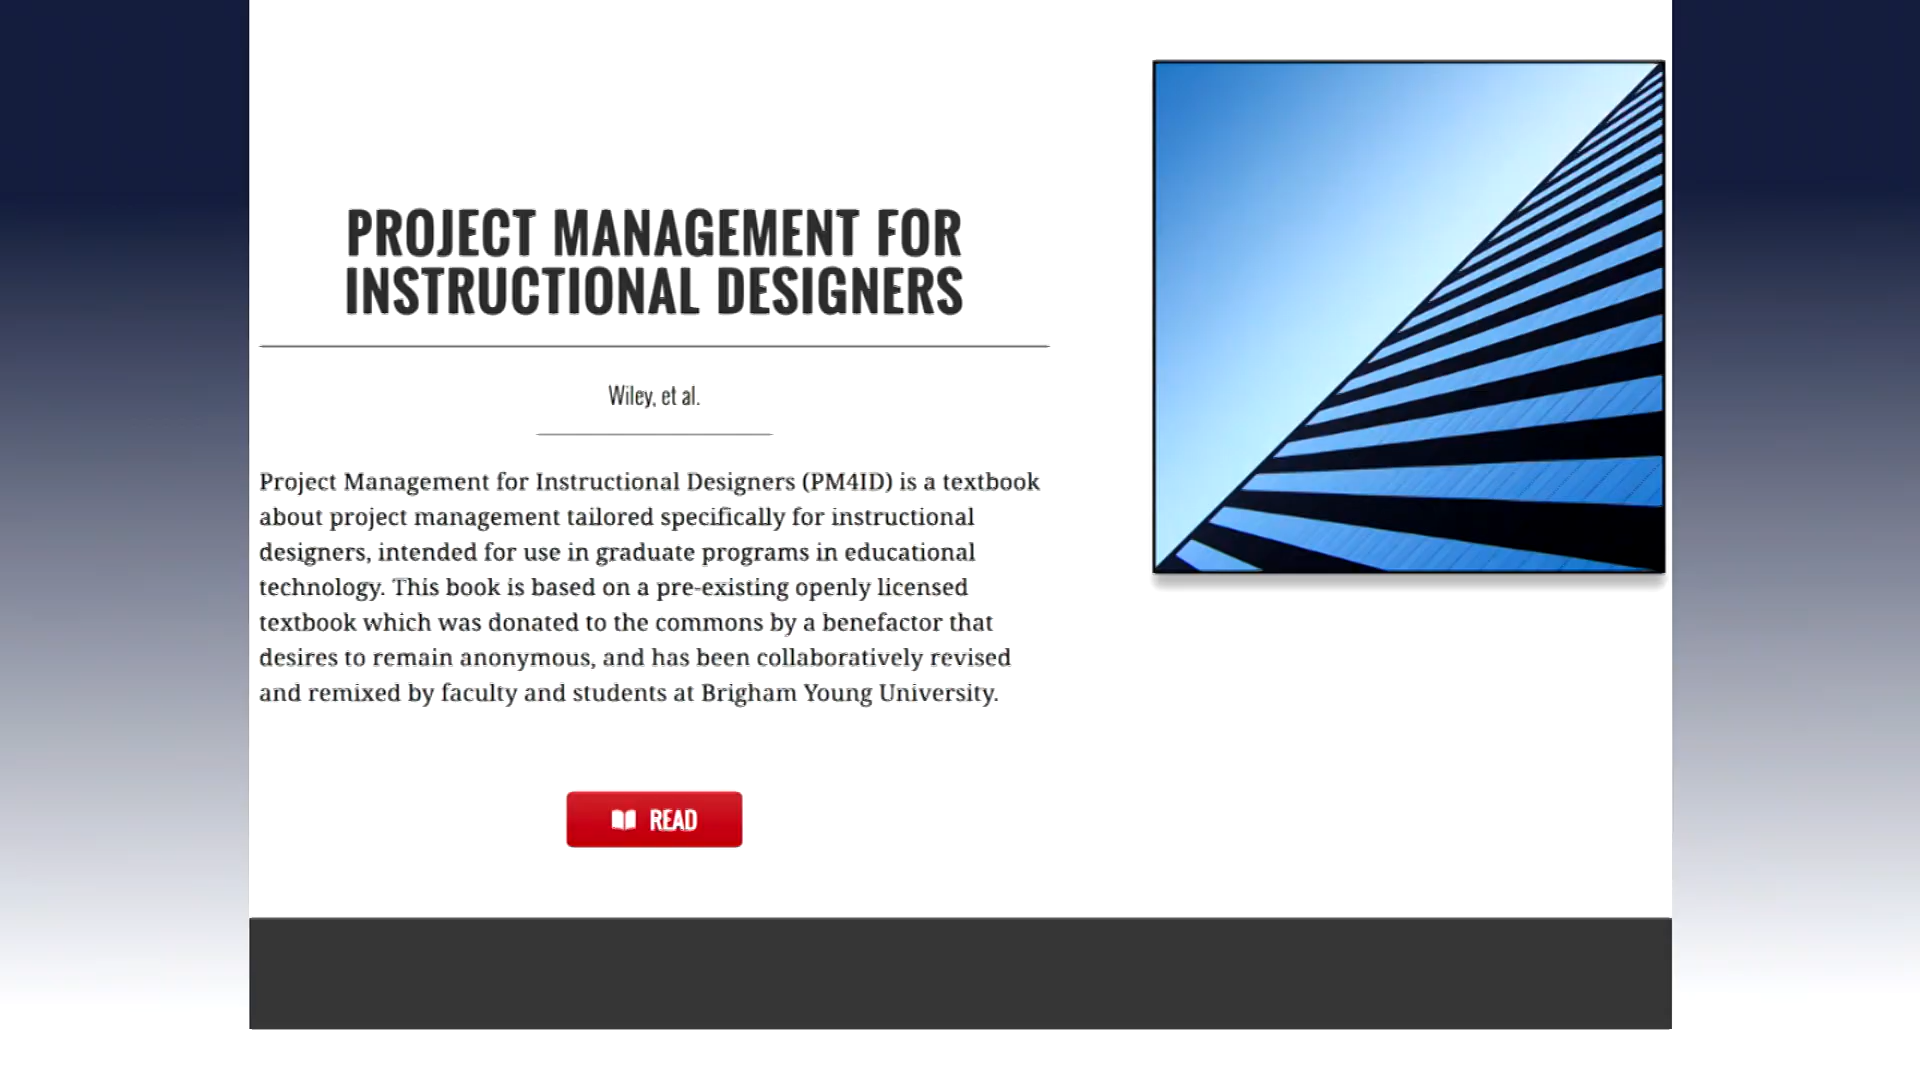 PROJECT MANAGEMENT FOR
INSTRUCTIONAL DESIGNERS
Wiley, et al.
Project Management for Instructional Designers (PM4ID) is a textbook
about project management tailored specifically for instructional
designers, intended for use in graduate programs in educational
technology. This book is based on a pre-existing openly licensed
textbook which was donated to the commons by a benefactor that
desires to remain anonymous, and has been collaboratively revised
and remixed by faculty and students at Brigham Young University.
READ